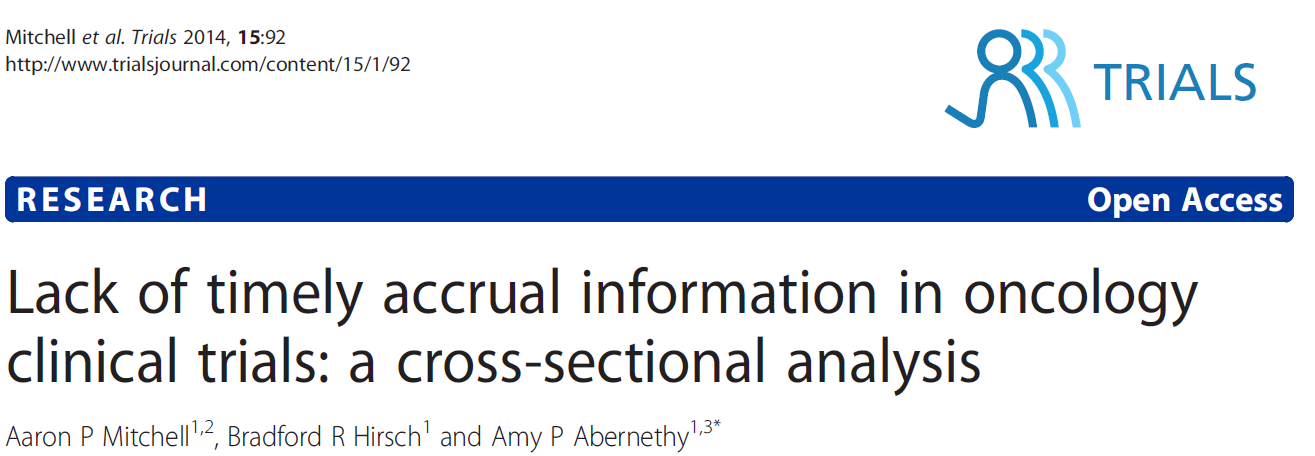 Mitchell et al. Trials 2014, 15:92
http://www.trialsjournal.com/content/15/1/92
TRIALS
RESEARCH
Open Access
Lack of timely accrual information in oncology
clinical trials: a cross-sectional analysis
Aaron P Mitchell1,2, Bradford R Hirsch1 and Amy P Abernethy1,3*